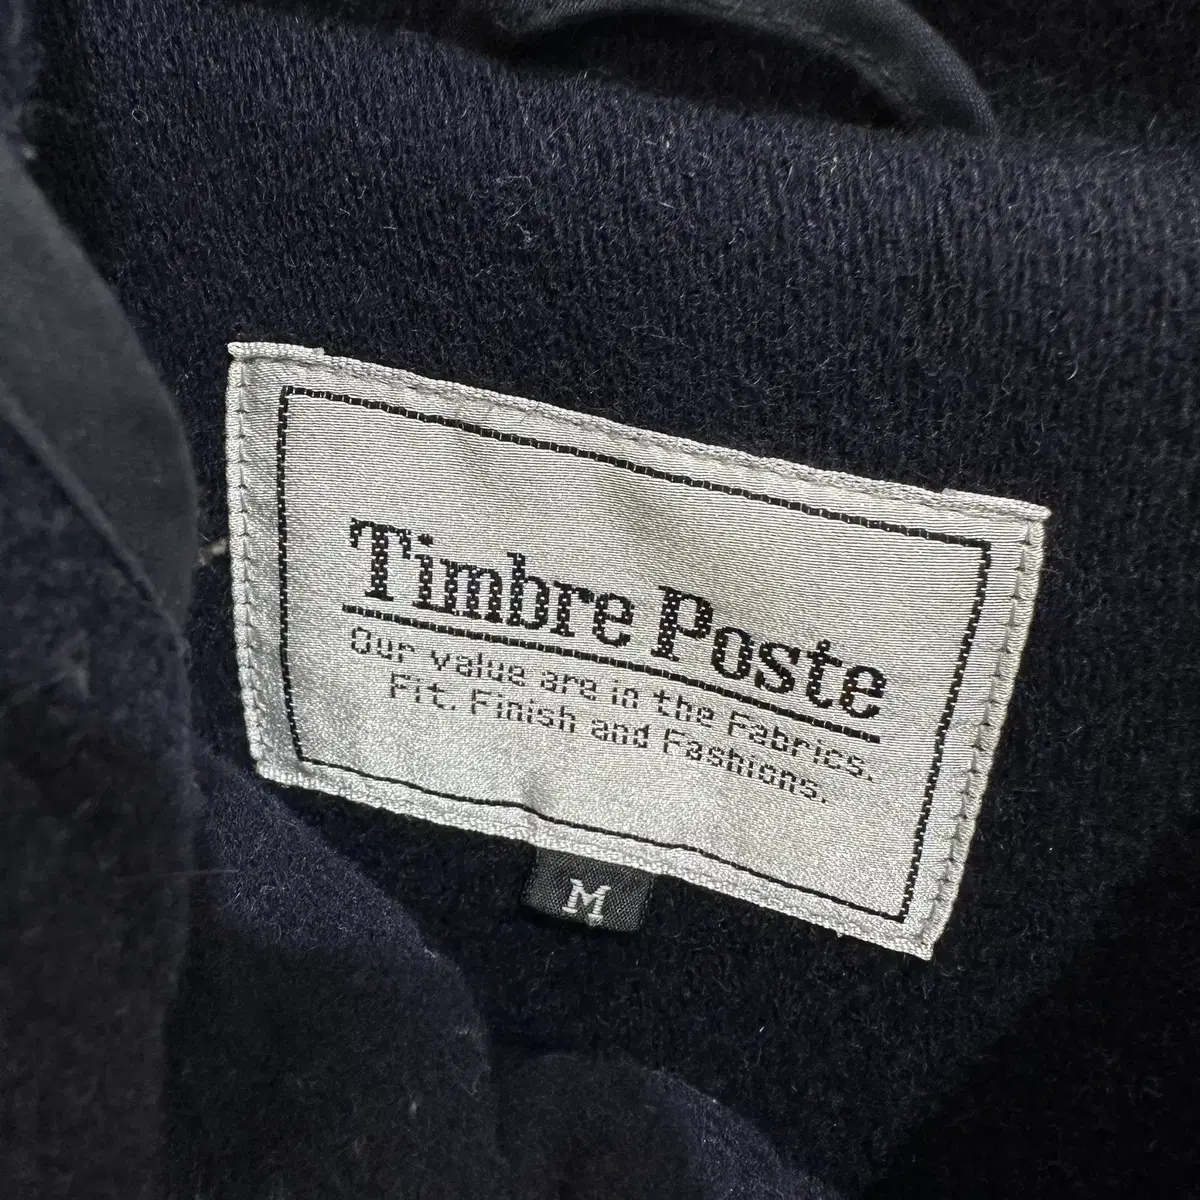 Timbre Poste
Our value are in the Fabrics.
Fit. Finish and Fashions.
M